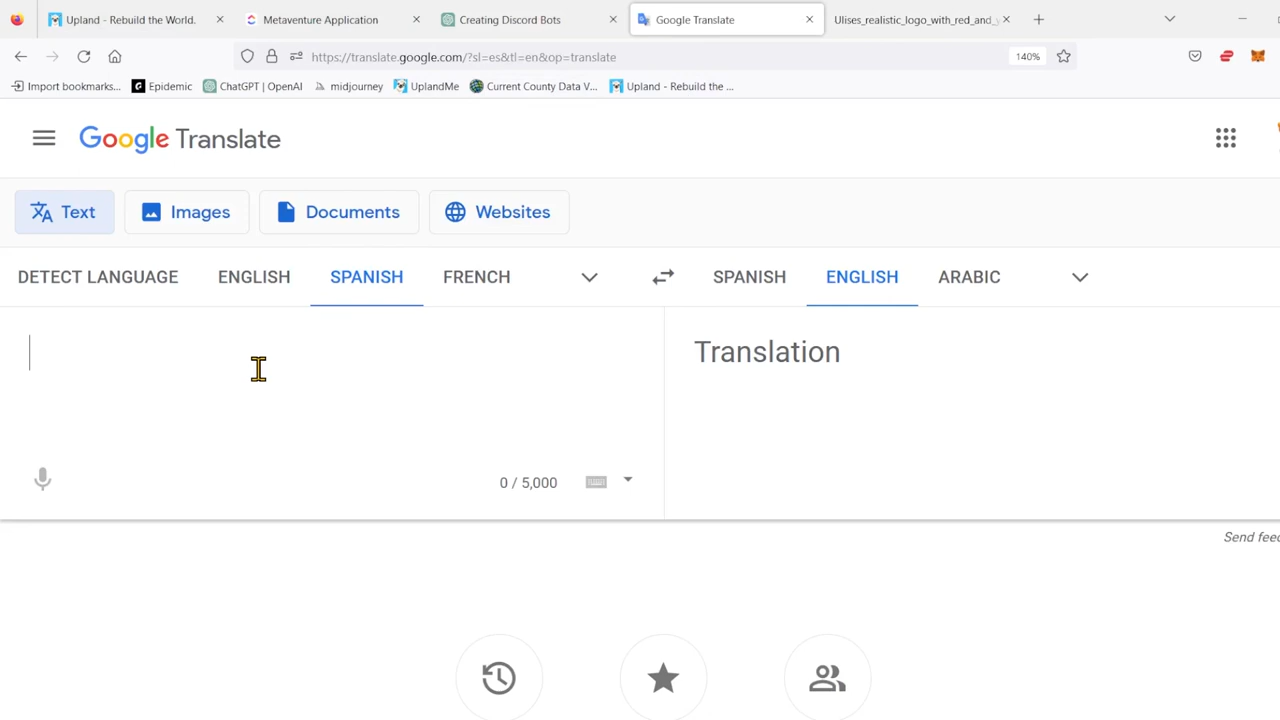 Upland - Rebuild the World.
Metaventure Application
Creating Discord Bots
Google Translate
Ulises_realistic_logo_with_red_and_
https://translate.google.com/?sl=es&tl=en&op=translate
140%
Import bookmarks...
Epidemic
ChatGPT | OpenAI
midjourney
UplandMe
Current County Data V...
Upland - Rebuild the ...
Google Translate
Text
Images
Documents
Websites
DETECT LANGUAGE
ENGLISH
SPANISH
FRENCH
SPANISH
ENGLISH
ARABIC
Translation
0 / 5,000
Send feed